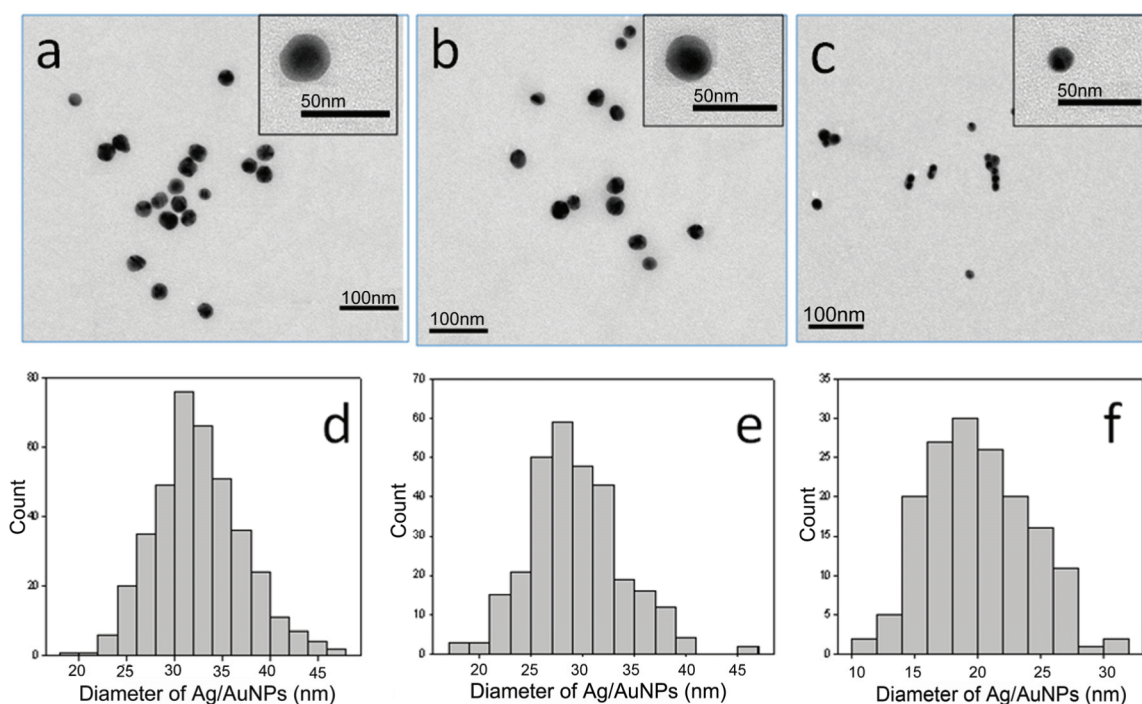 a
50nm
100nm
b
50nm
100nm
c
50nm
100nm
d
80
60
40
20
0
Count
20 25 30 35 40 45
Diameter of Ag/AuNPs (nm)
e
70
60
50
40
30
20
10
0
Count
20 25 30 35 40 45
Diameter of Ag/AuNPs (nm)
f
35
30
25
20
15
10
5
0
Count
10 15 20 25 30
Diameter of Ag/AuNPs (nm)